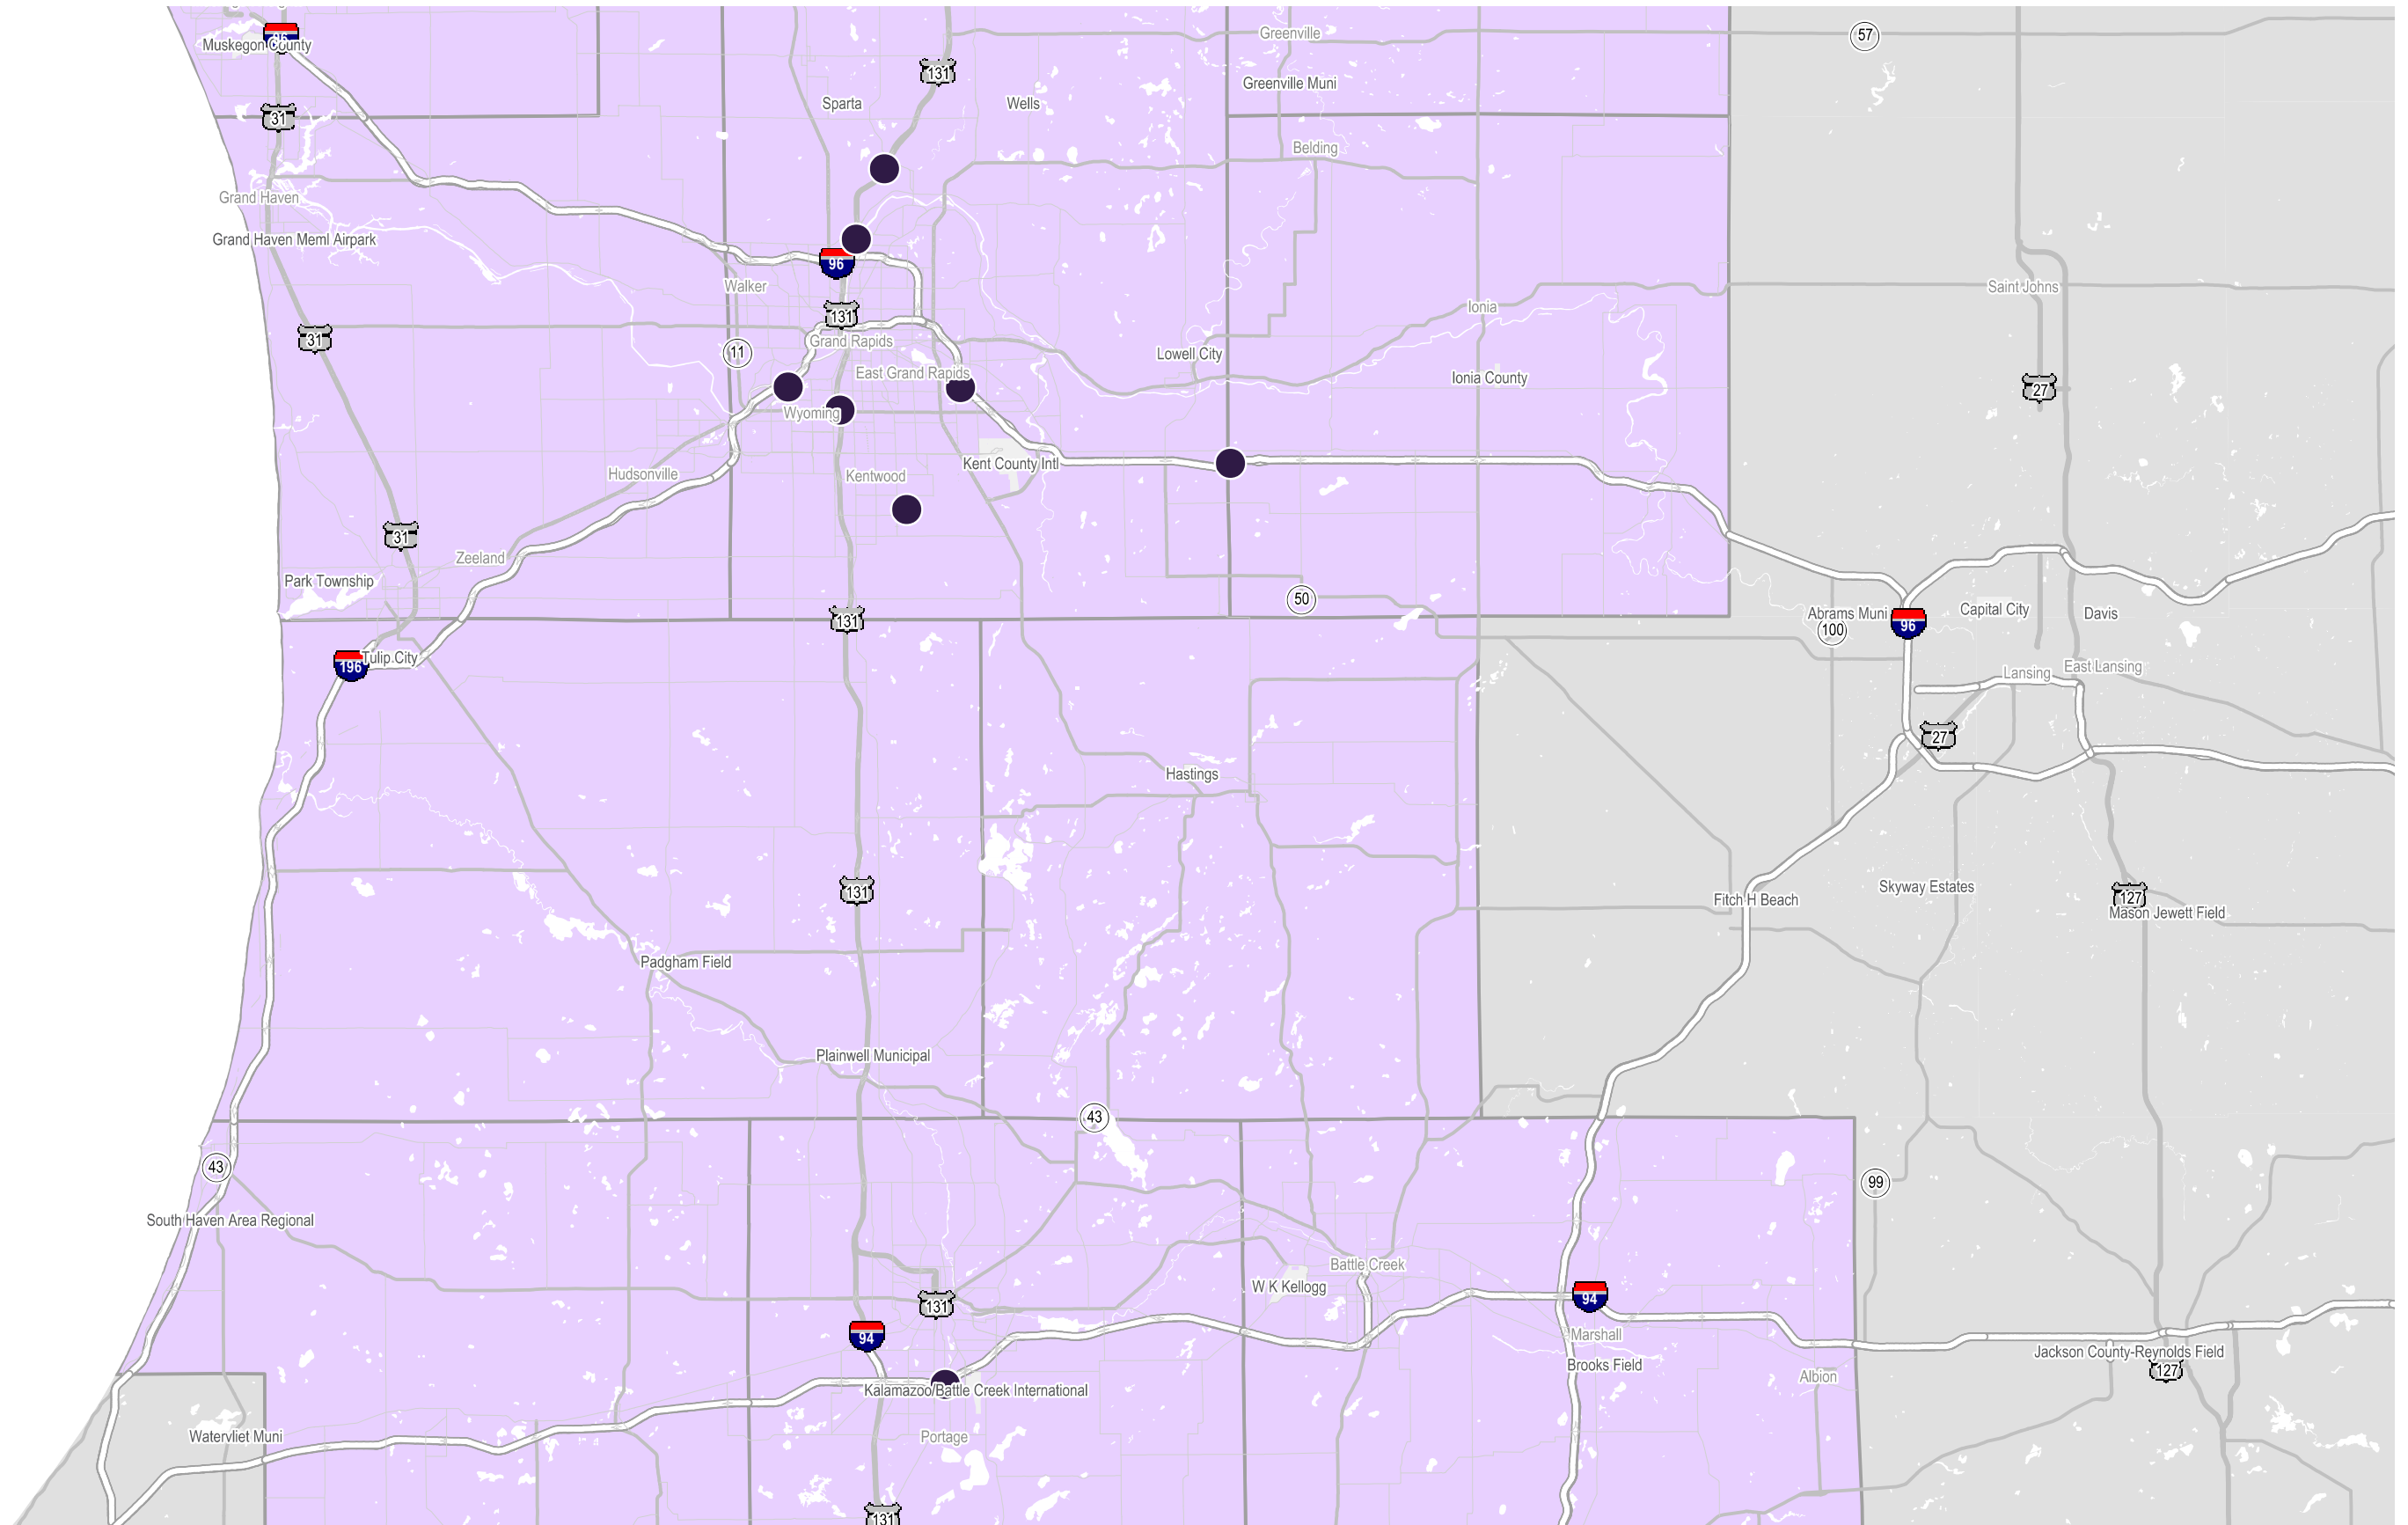 96
Muskegon County
Greenville
57
131
Greenville Muni
Sparta
Wells
31
Belding
Grand Haven
Grand Haven Meml Airpark
96
Walker
Saint Johns
Ionia
131
31
Grand Rapids
11
Lowell City
East Grand Rapids
Ionia County
27
Wyoming
Kent County Intl
Hudsonville
Kentwood
31
Zeeland
Park Township
50
Abrams Muni
Capital City
Davis
131
100
96
Tulip City
196
Lansing
East Lansing
27
Hastings
131
Skyway Estates
Fitch H Beach
127
Mason Jewett Field
Padgham Field
Plainwell Municipal
43
43
99
South Haven Area Regional
Battle Creek
W K Kellogg
94
131
94
Marshall
Jackson County-Reynolds Field
Brooks Field
127
Albion
Kalamazoo/Battle Creek International
Watervliet Muni
Portage
131